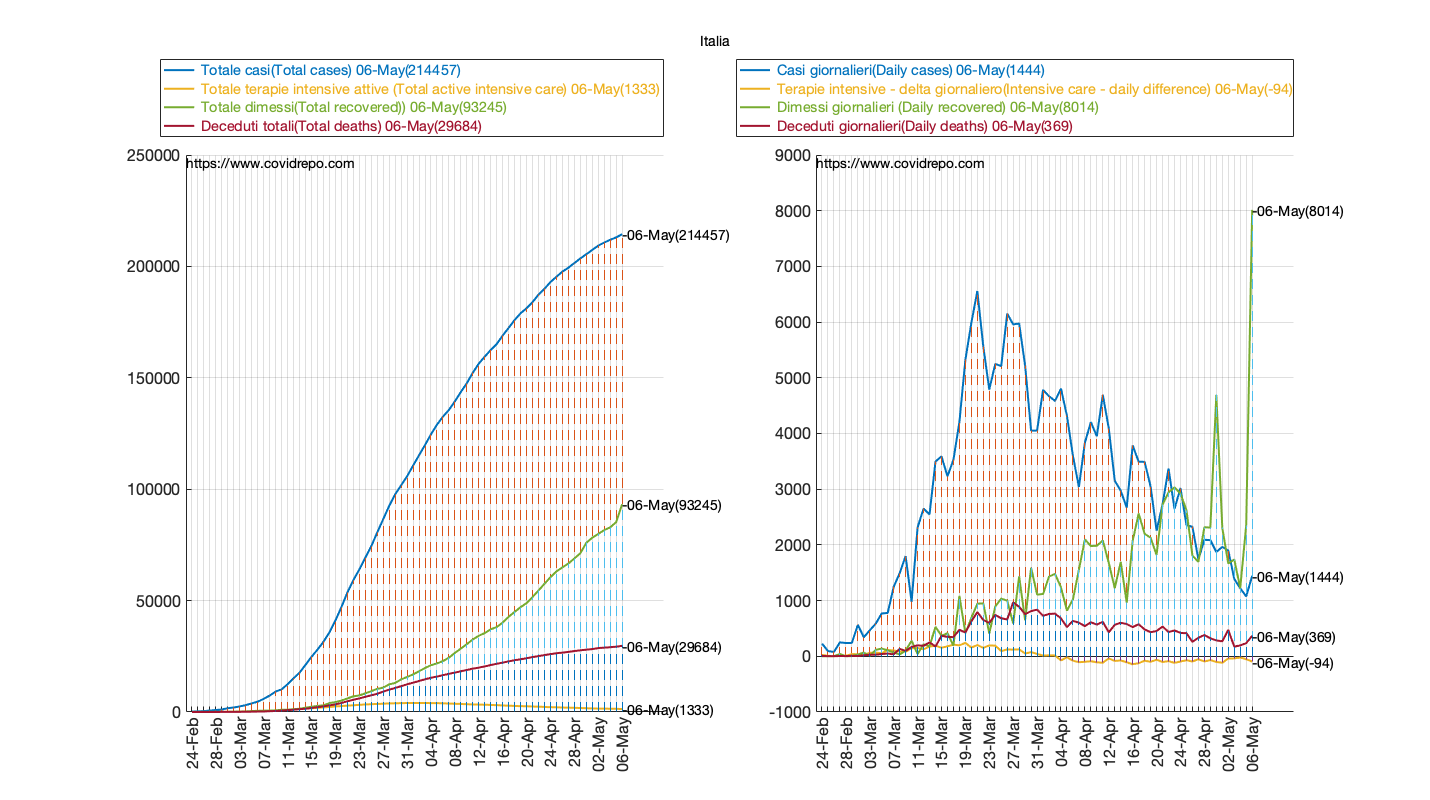 Italia
Totale casi(Total cases) 06-May(214457)
Totale terapie intensive attive (Total active intensive care) 06-May(1333)
Totale dimessi(Total recovered)) 06-May(93245)
Deceduti totali(Total deaths) 06-May(29684)
250000
https://www.covidrepo.com
200000
150000
100000
50000
0
06-May(214457)
06-May(93245)
06-May(29684)
06-May(1333)
24-Feb
28-Feb
03-Mar
07-Mar
11-Mar
15-Mar
19-Mar
23-Mar
27-Mar
31-Mar
04-Apr
08-Apr
12-Apr
16-Apr
20-Apr
24-Apr
28-Apr
02-May
06-May
Casi giornalieri(Daily cases) 06-May(1444)
Terapie intensive - delta giornaliero(Intensive care - daily difference) 06-May(-94)
Dimessi giornalieri (Daily recovered) 06-May(8014)
Deceduti giornalieri(Daily deaths) 06-May(369)
9000
https://www.covidrepo.com
8000
7000
6000
5000
4000
3000
2000
1000
0
-1000
06-May(8014)
06-May(1444)
06-May(369)
06-May(-94)
24-Feb
28-Feb
03-Mar
07-Mar
11-Mar
15-Mar
19-Mar
23-Mar
27-Mar
31-Mar
04-Apr
08-Apr
12-Apr
16-Apr
20-Apr
24-Apr
28-Apr
02-May
06-May